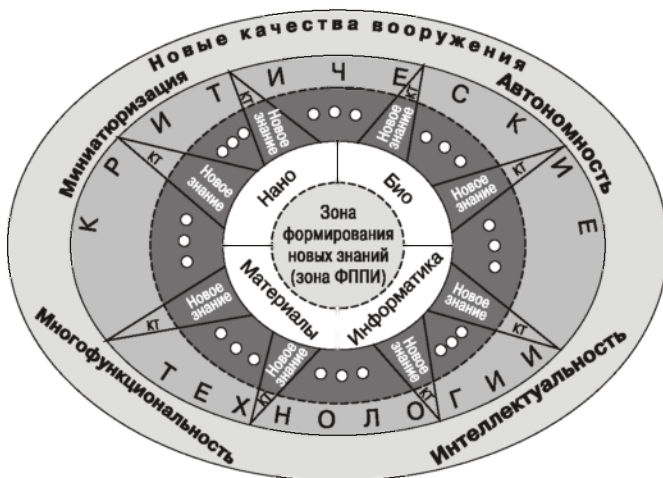 Новые качества вооружения
Миниатюризация
Автономность
КРИТИЧЕСКИЕ
КТ
КТ
КТ
КТ
Новое
знание
Новое
знание
Новое
знание
Новое
знание
Нано
Био
Зона
формирования
новых знаний
(зона ФППИ)
Материалы
Информатика
Новое
знание
Новое
знание
Новое
знание
Новое
знание
КТ
КТ
КТ
КТ
ТЕХНОЛОГИИ
Многофункциональность
Интеллектуальность